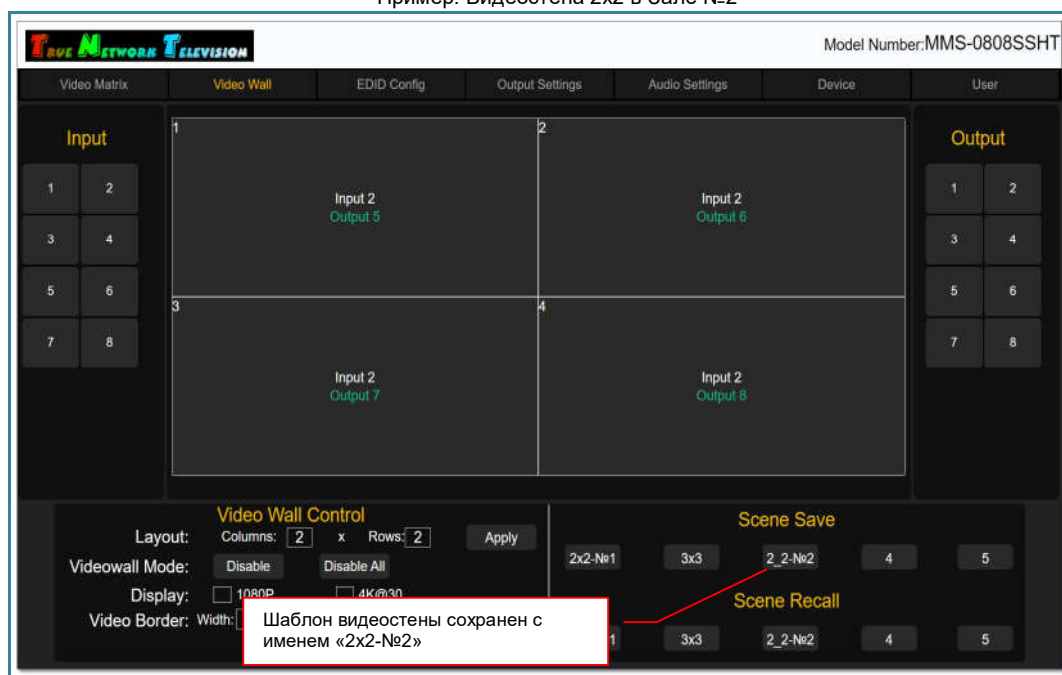 Пример: Видеостена 2x2 в Зале №2
TRUE NETWORK TELEVISION
Model Number:MMS-0808SSHT
Video Matrix
Video Wall
EDID Config
Output Settings
Audio Settings
Device
User
Input
1 2
3 4
5 6
7 8
1
Input 2
Output 5
2
Input 2
Output 6
3
Input 2
Output 7
4
Input 2
Output 8
Output
1 2
3 4
5 6
7 8
Video Wall Control
Layout: Columns: 2 x Rows: 2 Apply
Videowall Mode: Disable Disable All
Display: 1080P 4K@30
Video Border: Width:
Scene Save
2x2-№1 3x3 2_2-№2 4 5
Scene Recall
1 3x3 2_2-№2 4 5
Шаблон видеостены сохранен с
именем «2x2-№2»